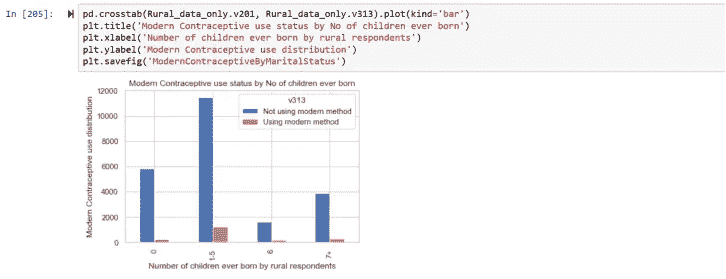 In [205]:
pd.crosstab(Rural_data_only.v201, Rural_data_only.v313).plot(kind='bar')
plt.title('Modern Contraceptive use status by No of children ever born')
plt.xlabel('Number of children ever born by rural respondents')
plt.ylabel('Modern Contraceptive use distribution')
plt.savefig('ModernContraceptiveByMaritalStatus')
Modern Contraceptive use status by No of children ever born
v313
Not using modern method
Using modern method
Modern Contraceptive use distribution
12000
10000
8000
6000
4000
2000
0
0
1-5
6
7+
Number of children ever born by rural respondents